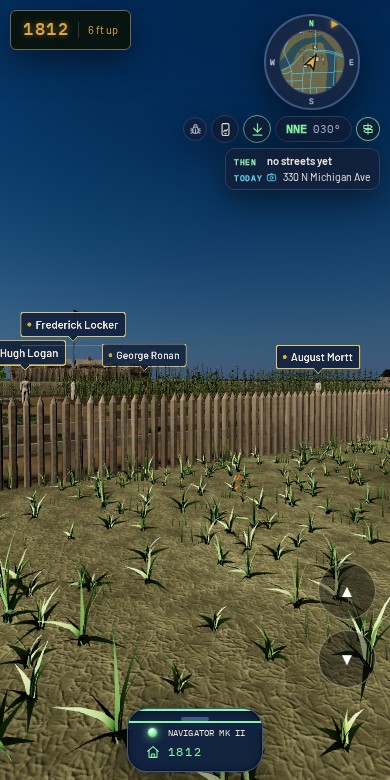 1812
6 ft up
N
W
E
S
NNE 030°
THEN no streets yet
TODAY 330 N Michigan Ave
Frederick Locker
Hugh Logan
George Ronan
August Mortt
NAVIGATOR MK II
1812